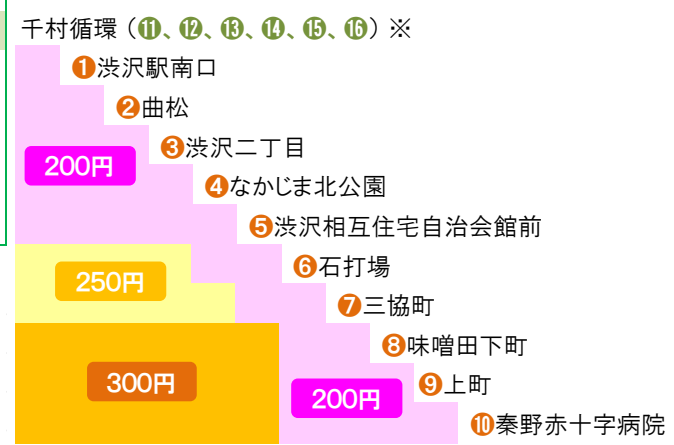 千村循環（⑪、⑫、⑬、⑭、⑮、⑯）※
❶渋沢駅南口
❷曲松
❸渋沢二丁目
200円
❹なかじま北公園
❺渋沢相互住宅自治会館前
❻石打場
250円
❼三協町
❽味噌田下町
300円
❾上町
200円
❿秦野赤十字病院